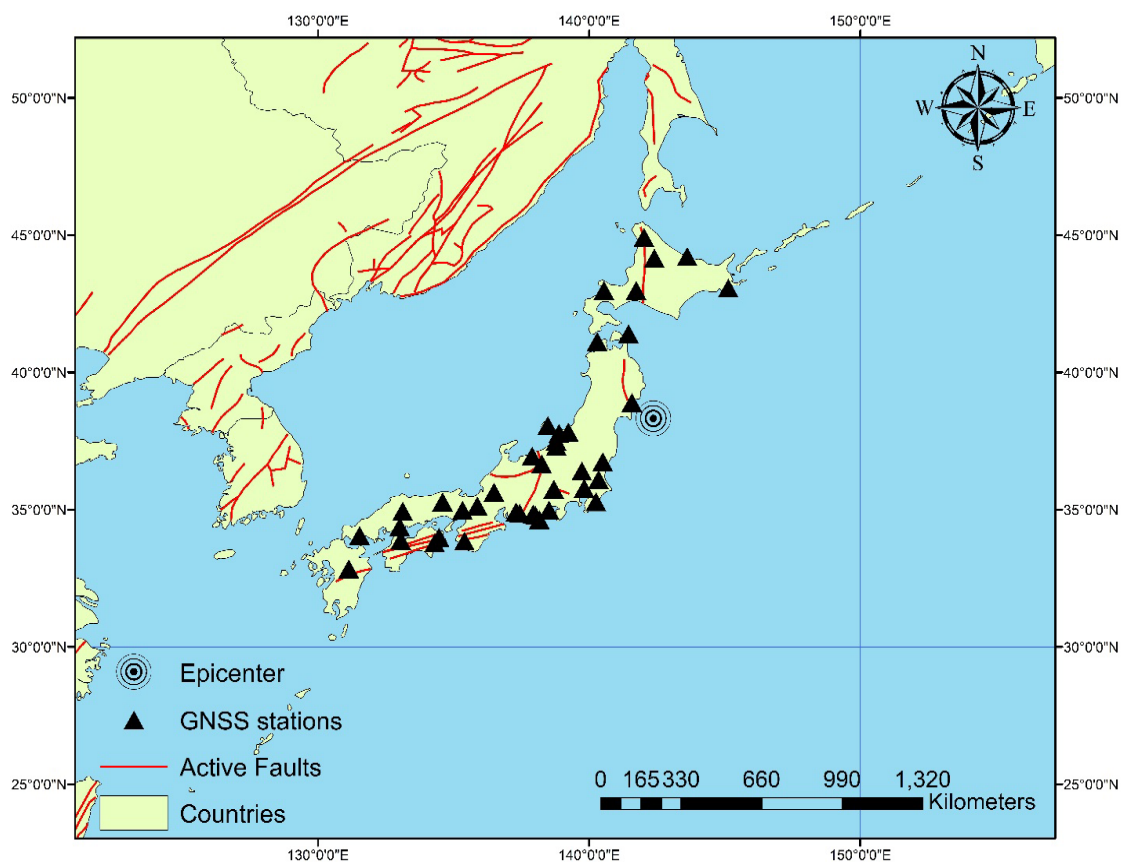 130°0'0"E 140°0'0"E 150°0'0"E
N
W E
S
50°0'0"N 50°0'0"N
45°0'0"N 45°0'0"N
40°0'0"N 40°0'0"N
35°0'0"N 35°0'0"N
30°0'0"N 30°0'0"N
25°0'0"N 25°0'0"N
Epicenter
GNSS stations
Active Faults
Countries
0 165 330 660 990 1,320
Kilometers
130°0'0"E 140°0'0"E 150°0'0"E